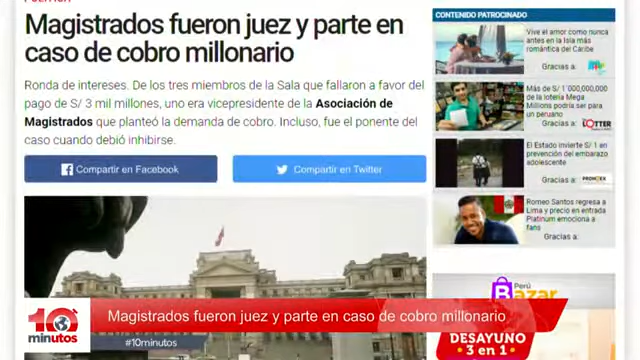 Magistrados fueron juez y parte en
caso de cobro millonario
Ronda de intereses. De los tres miembros de la Sala que fallaron a favor del
pago de S/ 3 mil millones, uno era vicepresidente de la Asociación de
Magistrados que planteó la demanda de cobro. Incluso, fue el ponente del
caso cuando debió inhibirse.
Compartir en Facebook
Compartir en Twitter
CONTENIDO PATROCINADO
Vive el amor como nunca
antes en la Isla más
romántica del Caribe
Gracias a:
Más de S/ 1´000,000,000
de la lotería Mega
Millions podría ser para
un peruano
Gracias a:
LOTTER
El Estado invierte S/ 1 en
prevención del embarazo
adolescente
Gracias a:
Romeo Santos regresa a
Lima y precio en entrada
Platinum emociona a
fans
Gracias a:
Perú
Bazar
DESAYUNO
3 en 1
10
minutos
Magistrados fueron juez y parte en caso de cobro millonario
#10minutos